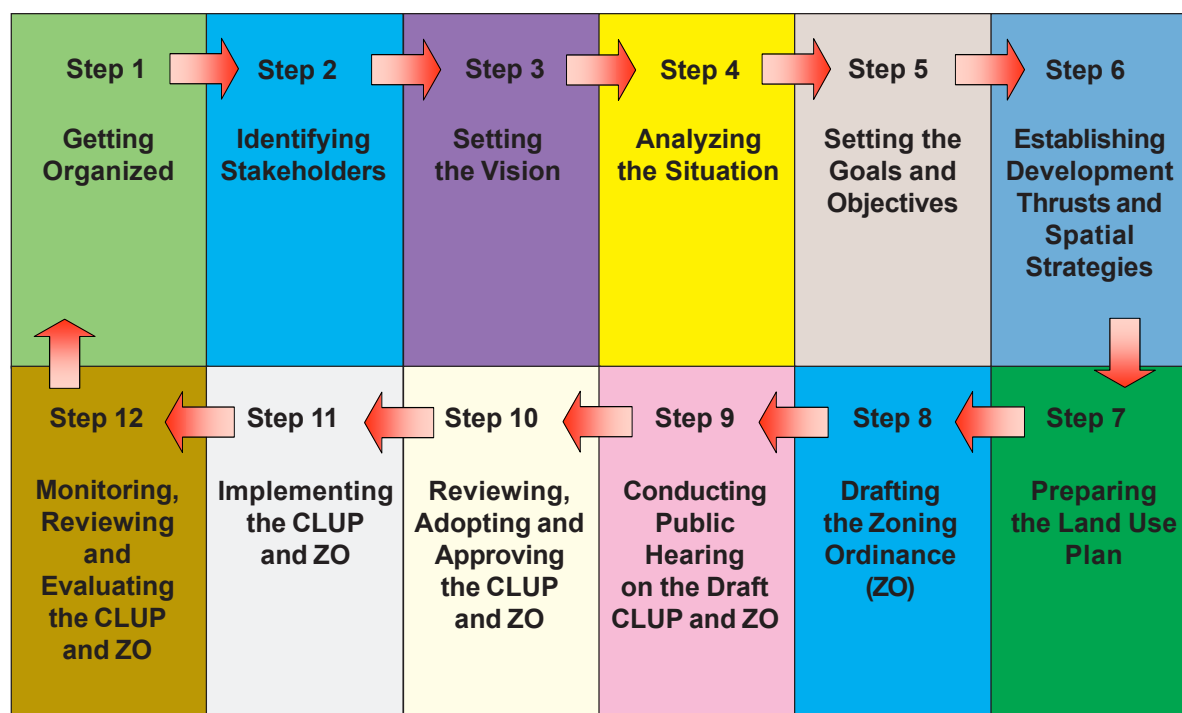 Step 1
Getting
Organized
Step 2
Identifying
Stakeholders
Step 3
Setting
the Vision
Step 4
Analyzing
the Situation
Step 5
Setting the
Goals and
Objectives
Step 6
Establishing
Development
Thrusts and
Spatial
Strategies
Step 7
Preparing
the Land Use
Plan
Step 8
Drafting
the Zoning
Ordinance
(ZO)
Step 9
Conducting
Public
Hearing
on the Draft
CLUP and ZO
Step 10
Reviewing,
Adopting and
Approving
the CLUP
and ZO
Step 11
Implementing
the CLUP
and ZO
Step 12
Monitoring,
Reviewing
and
Evaluating
the CLUP
and ZO